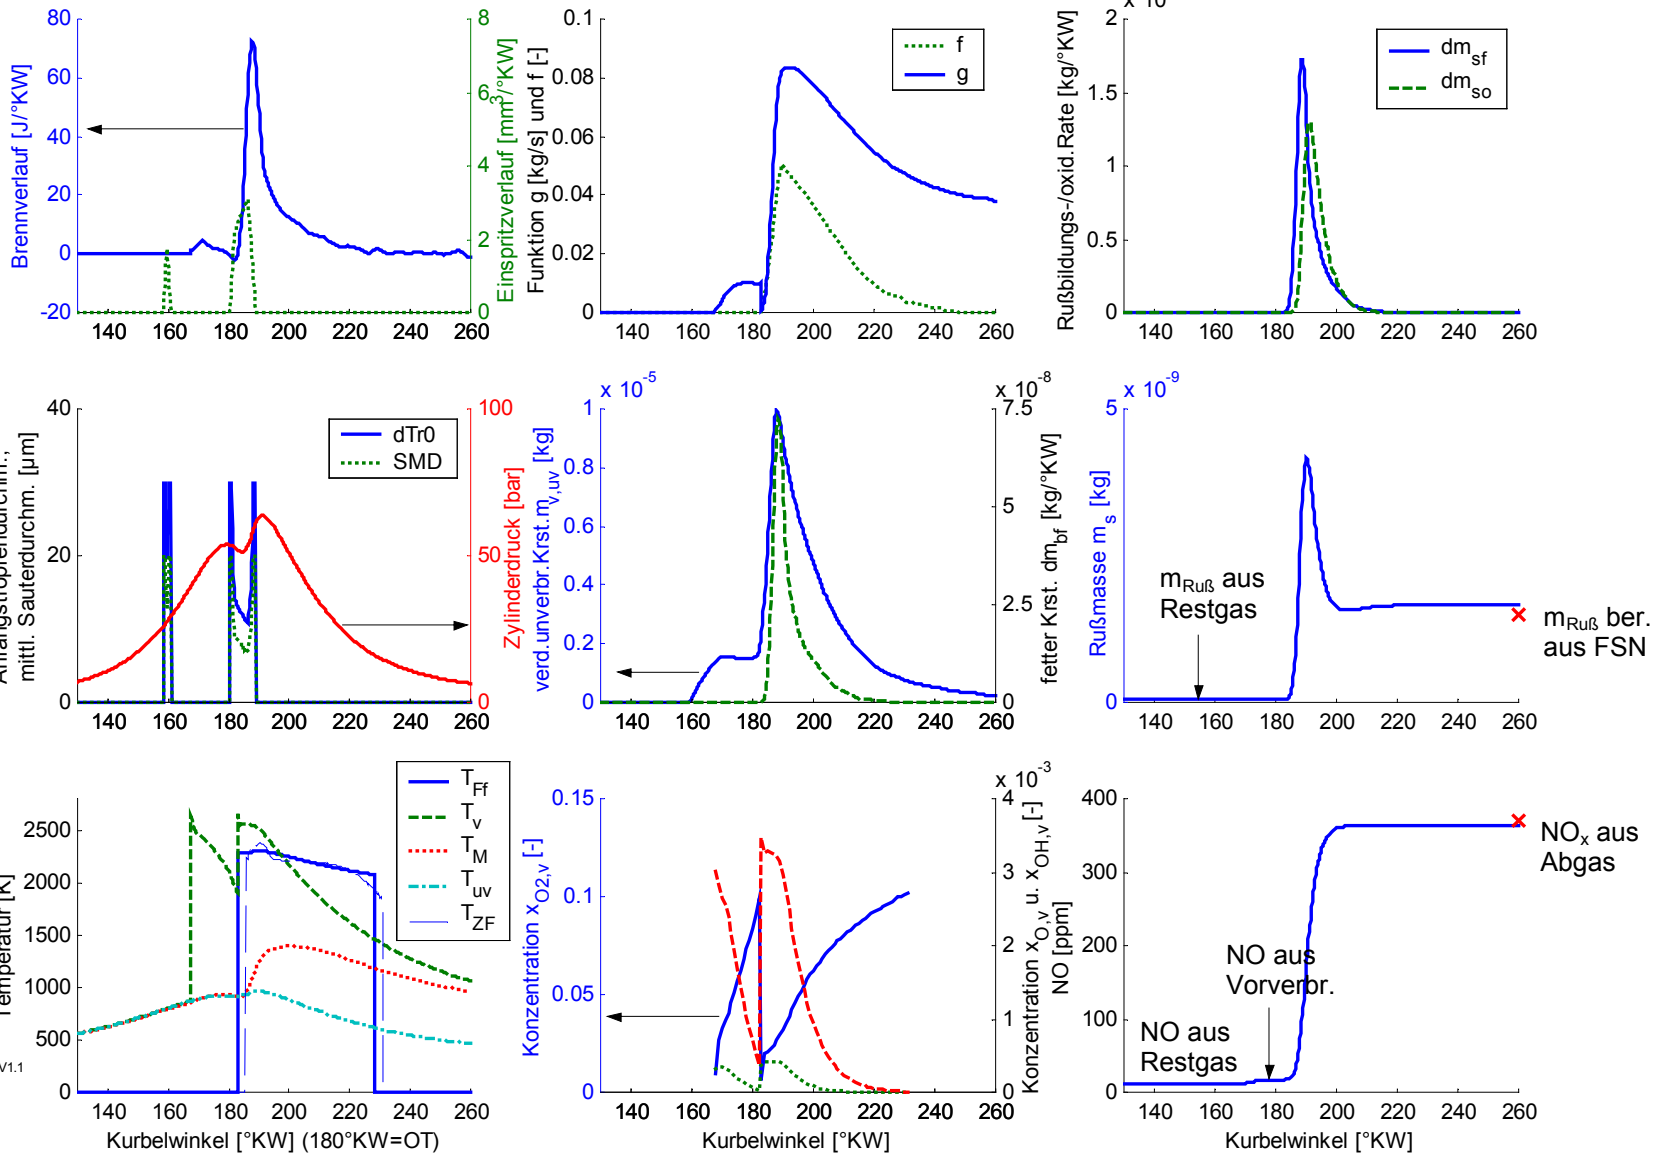 80
60
40
20
0
-20
Brennverlauf [J/°KW]
8
6
4
2
0
Einspritzverlauf [mm³/°KW]
140 160 180 200 220 240 260
0.1
0.08
0.06
0.04
0.02
0
Funktion g [kg/s] und f [-]
f
g
140 160 180 200 220 240 260
2
1.5
1
0.5
0
Rußbildungs-/oxid.Rate [kg/°KW]
dm_sf
dm_so
140 160 180 200 220 240 260
40
20
0
mittl. Sauterdurchm. [µm]
dTr0
SMD
100
50
0
Zylinderdruck [bar]
140 160 180 200 220 240 260
x 10^-5
1
0.8
0.6
0.4
0.2
0
verd.unverbr.Krst.m_v,uv [kg]
x 10^-8
7.5
5
2.5
0
fetter Krst. dm_bf [kg/°KW]
140 160 180 200 220 240 260
x 10^-9
5
0
Rußmasse m_s [kg]
m_Ruß aus
Restgas
m_Ruß ber.
aus FSN
140 160 180 200 220 240 260
2500
2000
1500
1000
500
0
Temperatur [K]
T_Ff
T_v
T_M
T_uv
T_ZF
V1.1
140 160 180 200 220 240 260
Kurbelwinkel [°KW] (180°KW=OT)
0.15
0.1
0.05
0
Konzentration x_O2,v [-]
x 10^-3
4
3
2
1
0
Konzentration x_O,v u. x_OH,v [-]
140 160 180 200 220 240 260
Kurbelwinkel [°KW]
400
300
200
100
0
NO [ppm]
NO_x aus
Abgas
NO aus
Vorverbr.
NO aus
Restgas
140 160 180 200 220 240 260
Kurbelwinkel [°KW]